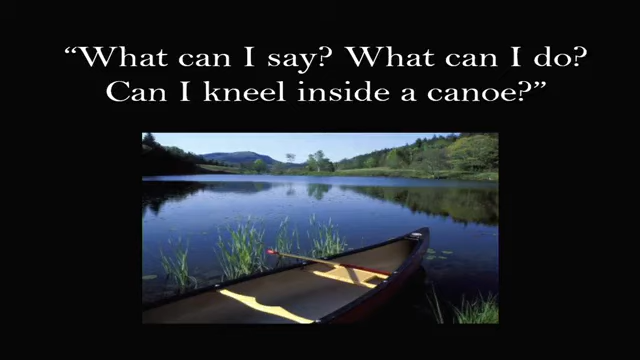 “What can I say? What can I do?
Can I kneel inside a canoe?”